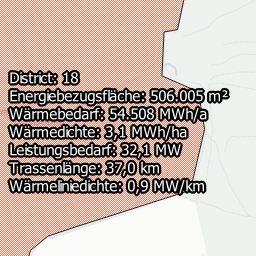 District: 18
Energiebezugsfläche: 506.005 m²
Wärmebedarf: 54.508 MWh/a
Wärmedichte: 3,1 MWh/ha
Leistungsbedarf: 32,1 MW
Trassenlänge: 37,0 km
Wärmeliniedichte: 0,9 MW/km